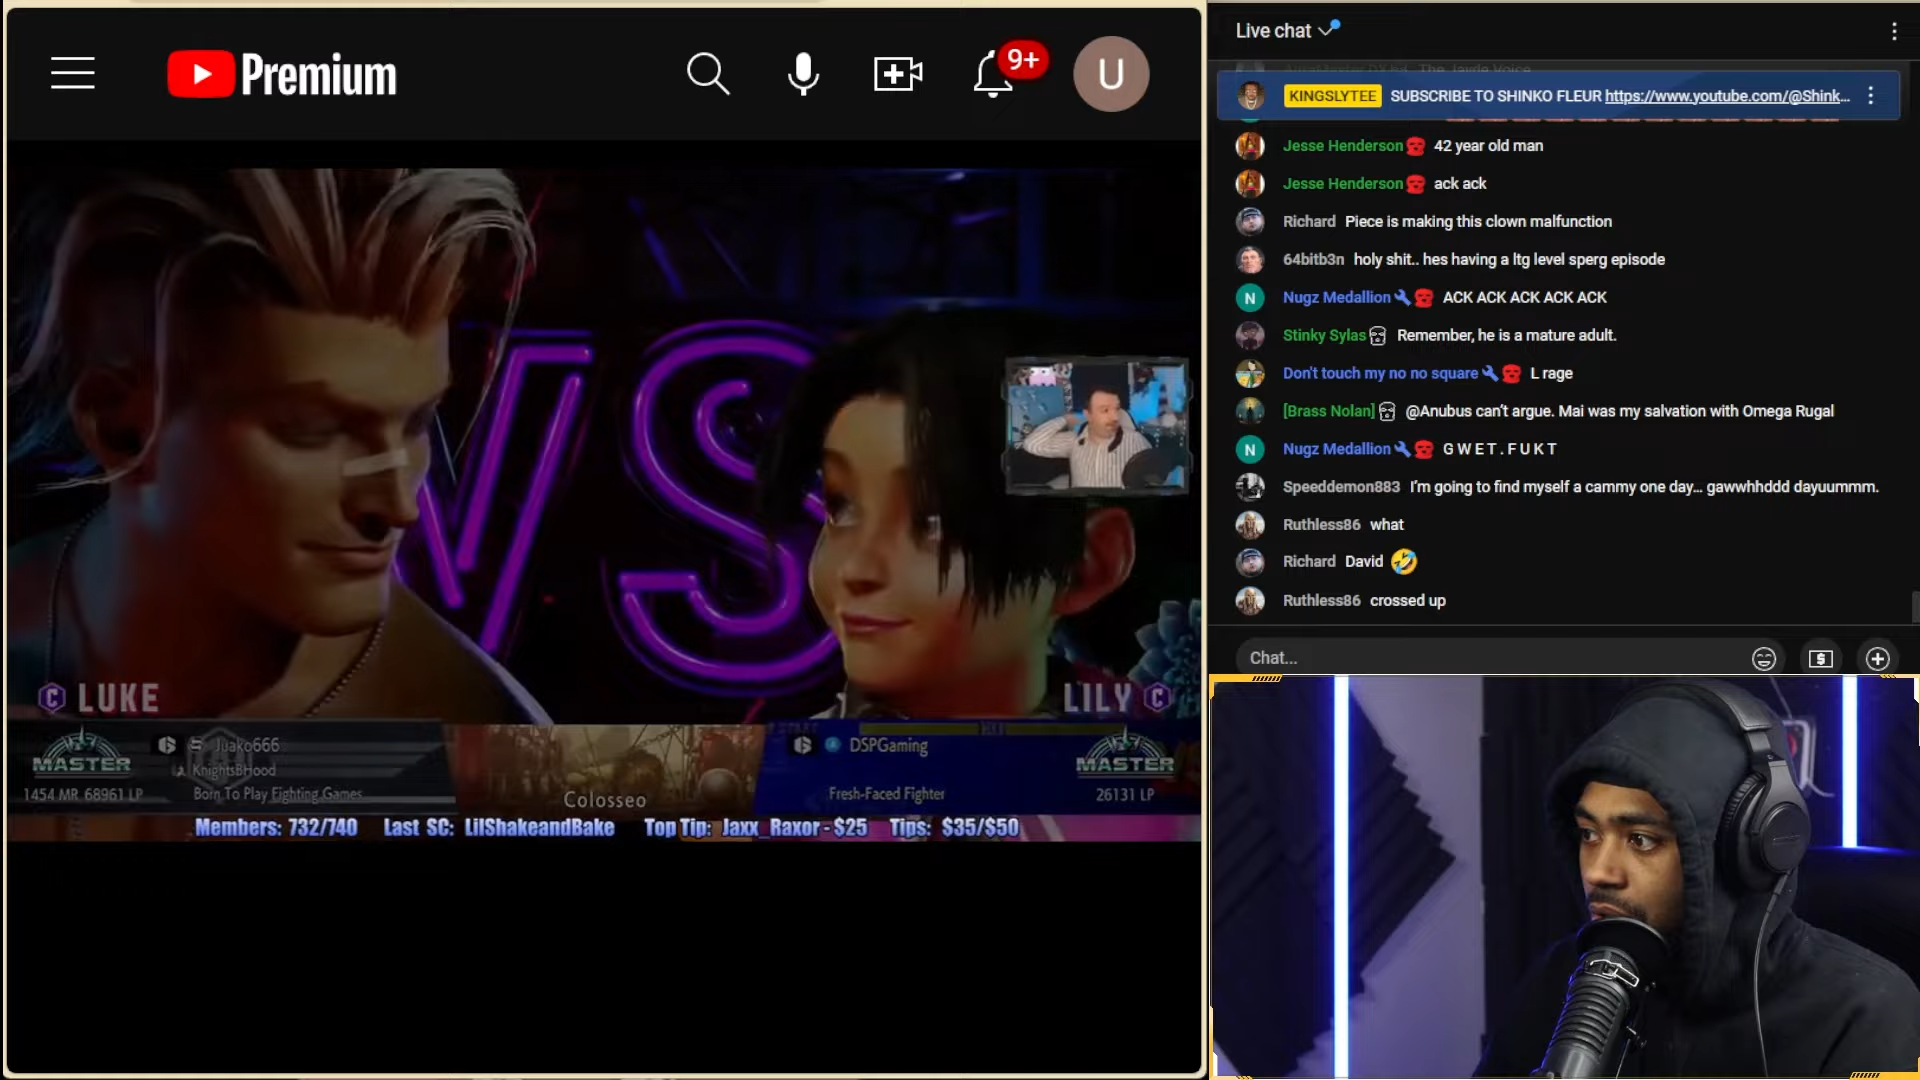 Premium
9+
U
VS
LUKE
LILY
MASTER
1454 MR 68961 LP
Juako666
KnightsBHood
Born To Play Fighting Games
Colosseo
DSPGaming
Fresh-Faced Fighter
MASTER
26131 LP
Members: 732/740 Last SC: LilShakeandBake Top Tip: Jaxx_Raxor - $25 Tips: $35/$50
Live chat
The Jayde Voice
KINGSLYTEE SUBSCRIBE TO SHINKO FLEUR https://www.youtube.com/@Shink...
Jesse Henderson 42 year old man
Jesse Henderson ack ack
Richard Piece is making this clown malfunction
64bitb3n holy shit.. hes having a ltg level sperg episode
N Nugz Medallion ACK ACK ACK ACK ACK
Stinky Sylas Remember, he is a mature adult.
Don't touch my no no square L rage
[Brass Nolan] @Anubus can't argue. Mai was my salvation with Omega Rugal
N Nugz Medallion G W E T . F U K T
Speeddemon883 I'm going to find myself a cammy one day... gawwhhddd dayuummm.
Ruthless86 what
Richard David 🤣
Ruthless86 crossed up
Chat...